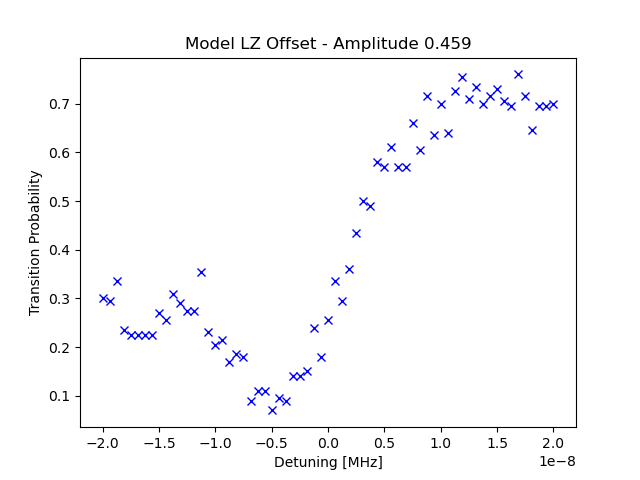 Model LZ Offset - Amplitude 0.459
Transition Probability
0.7
0.6
0.5
0.4
0.3
0.2
0.1
−2.0 −1.5 −1.0 −0.5 0.0 0.5 1.0 1.5 2.0
Detuning [MHz]
1e−8